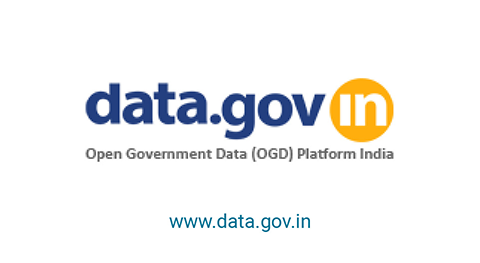 data.gov in
Open Government Data (OGD) Platform India
www.data.gov.in